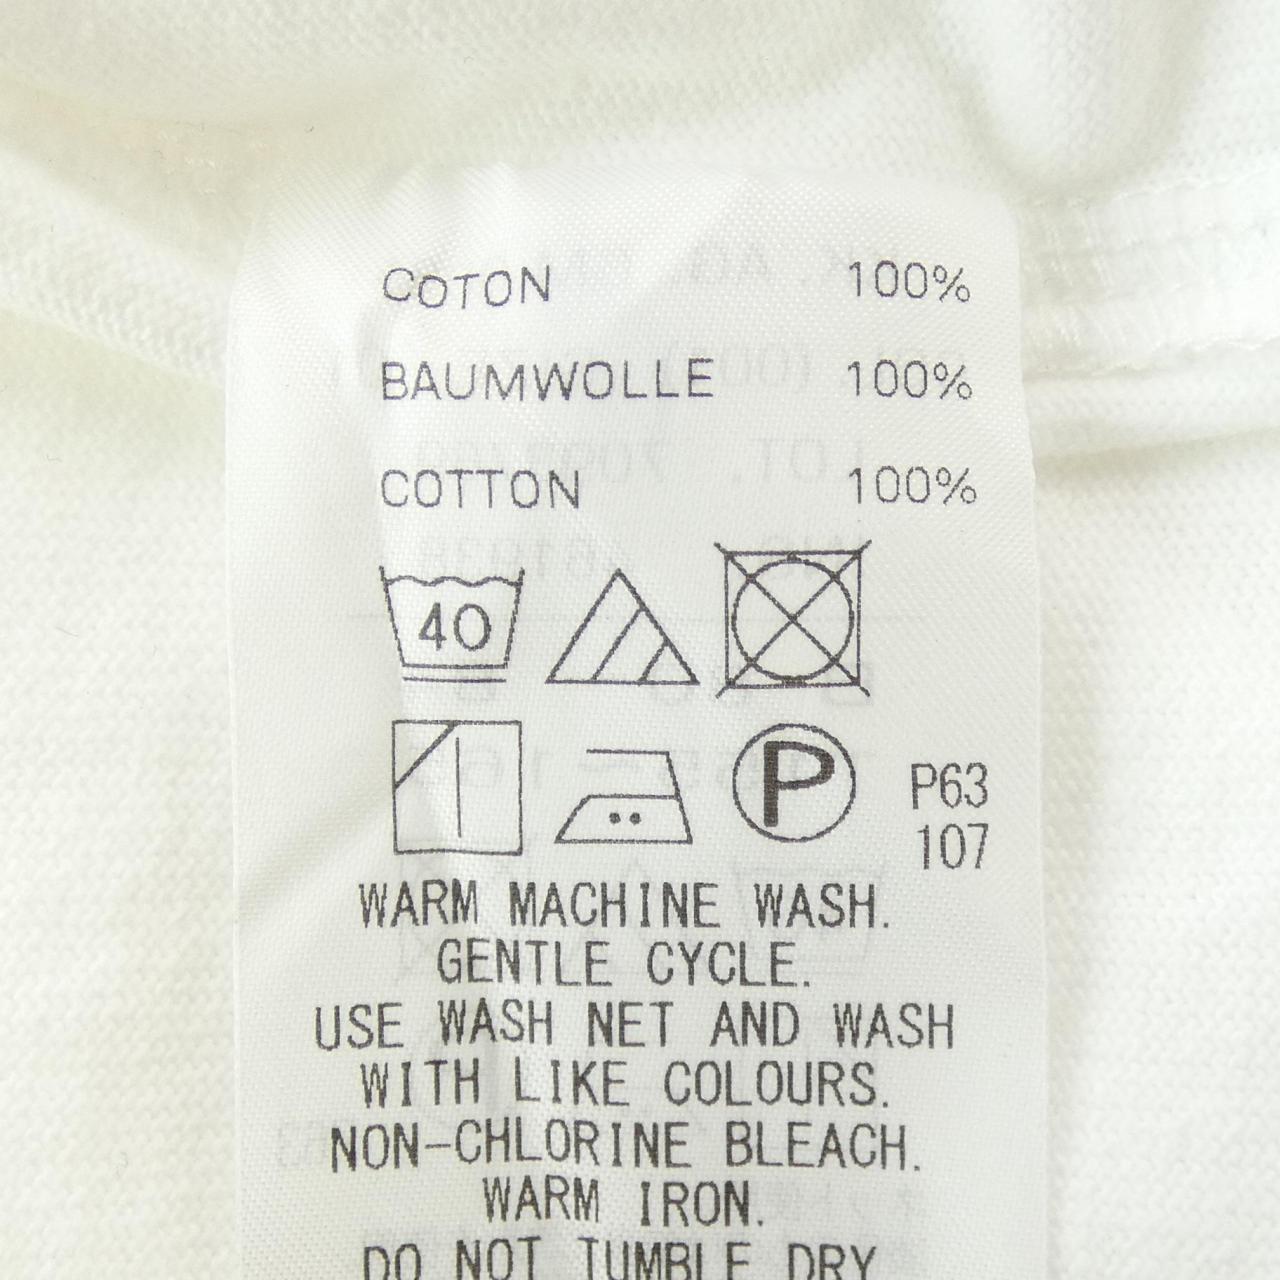 COTON 100%
BAUMWOLLE 100%
COTTON 100%
40
P P63
107
WARM MACHINE WASH.
GENTLE CYCLE.
USE WASH NET AND WASH
WITH LIKE COLOURS.
NON-CHLORINE BLEACH.
WARM IRON.
DO NOT TUMBLE DRY